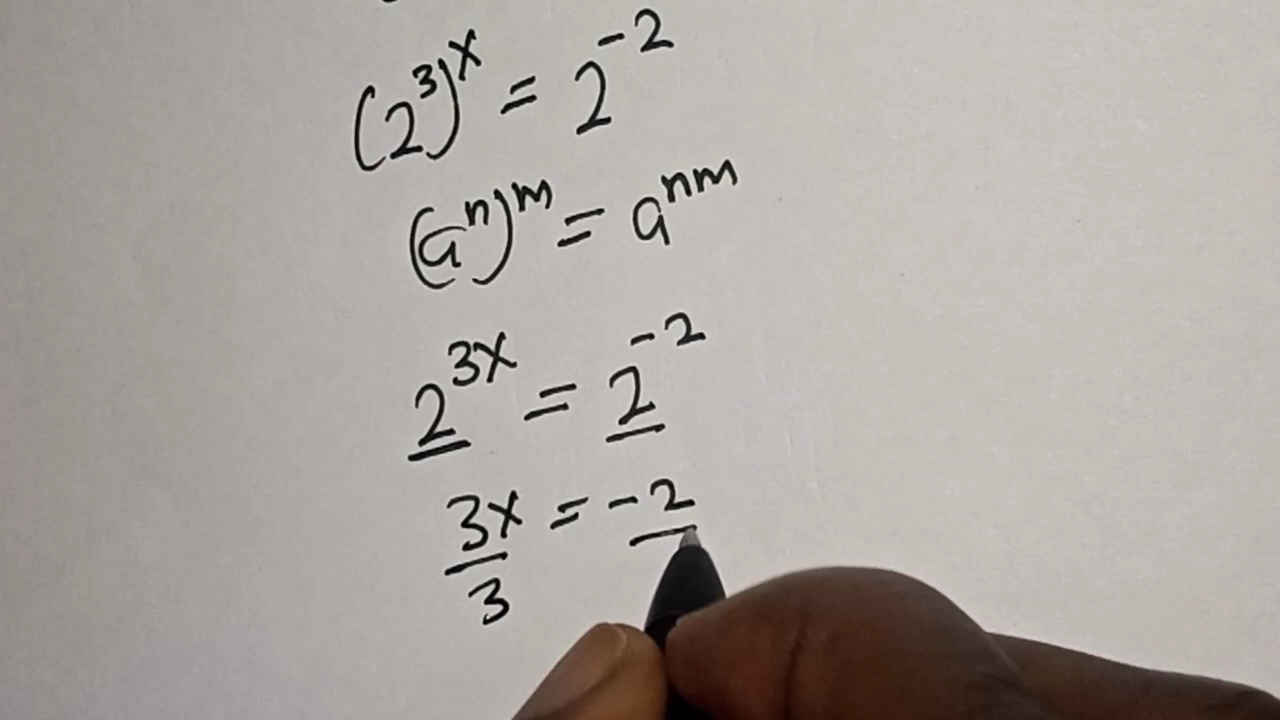 (2³)ˣ = 2⁻²
(aⁿ)ᵐ = aⁿᵐ
2³ˣ = 2⁻²
3x = -2
3